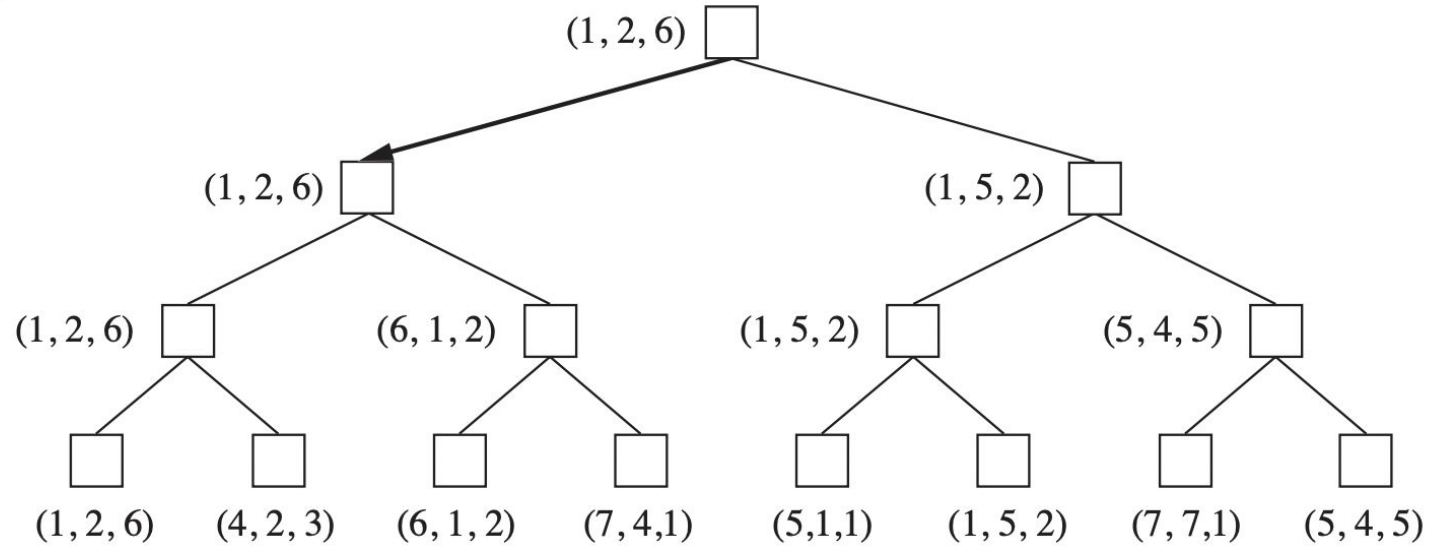 (1, 2, 6)
(1, 2, 6) (1, 5, 2)
(1, 2, 6) (6, 1, 2) (1, 5, 2) (5, 4, 5)
(1, 2, 6) (4, 2, 3) (6, 1, 2) (7, 4,1) (5,1,1) (1, 5, 2) (7, 7,1) (5, 4, 5)